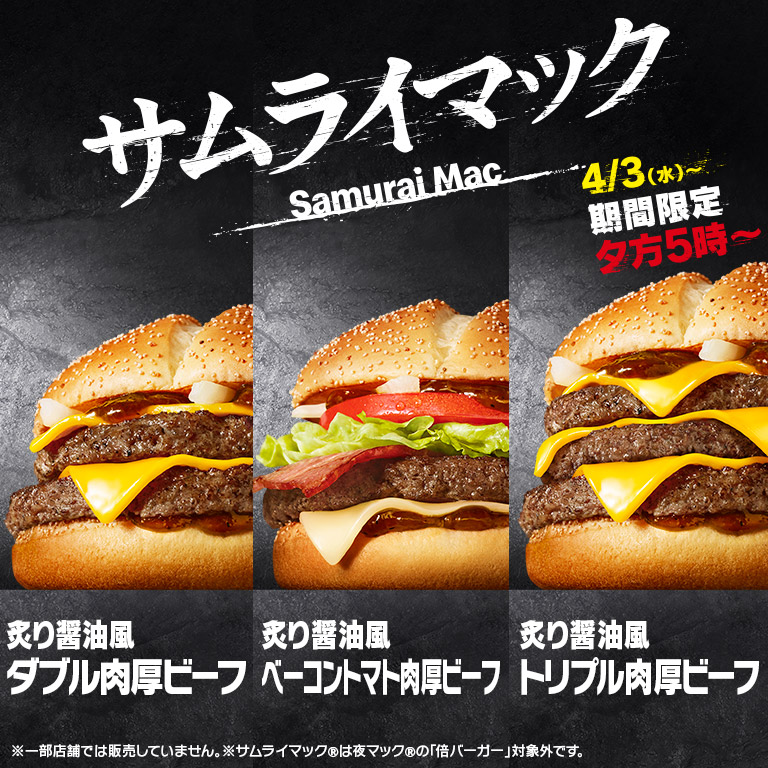 サムライマック
Samurai Mac
4/3(水)~
期間限定
夕方5時~
炙り醤油風
ダブル肉厚ビーフ
炙り醤油風
ベーコントマト肉厚ビーフ
炙り醤油風
トリプル肉厚ビーフ
※一部店舗では販売していません。※サムライマック®は夜マック®の「倍バーガー」対象外です。